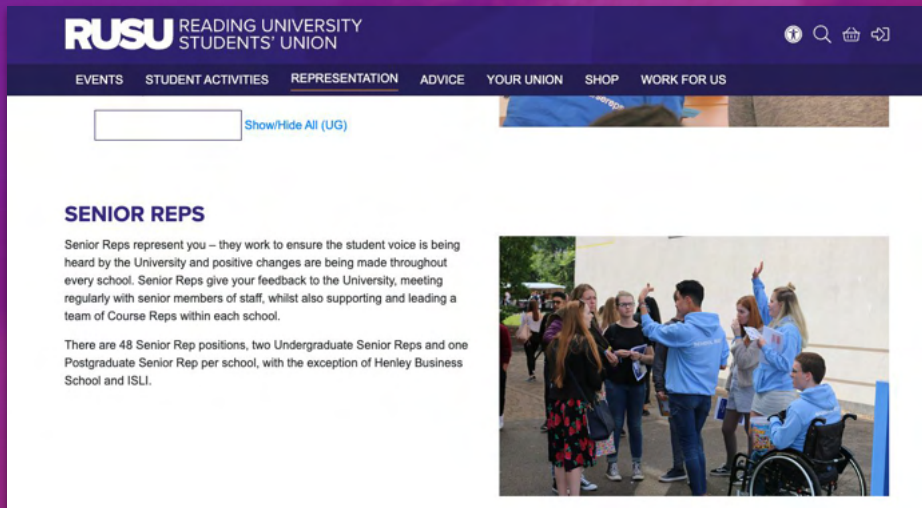 RUSU READING UNIVERSITY
STUDENTS' UNION
EVENTS STUDENT ACTIVITIES REPRESENTATION ADVICE YOUR UNION SHOP WORK FOR US
Show/Hide All (UG)
SENIOR REPS
Senior Reps represent you – they work to ensure the student voice is being
heard by the University and positive changes are being made throughout
every school. Senior Reps give your feedback to the University, meeting
regularly with senior members of staff, whilst also supporting and leading a
team of Course Reps within each school.
There are 48 Senior Rep positions, two Undergraduate Senior Reps and one
Postgraduate Senior Rep per school, with the exception of Henley Business
School and ISLI.